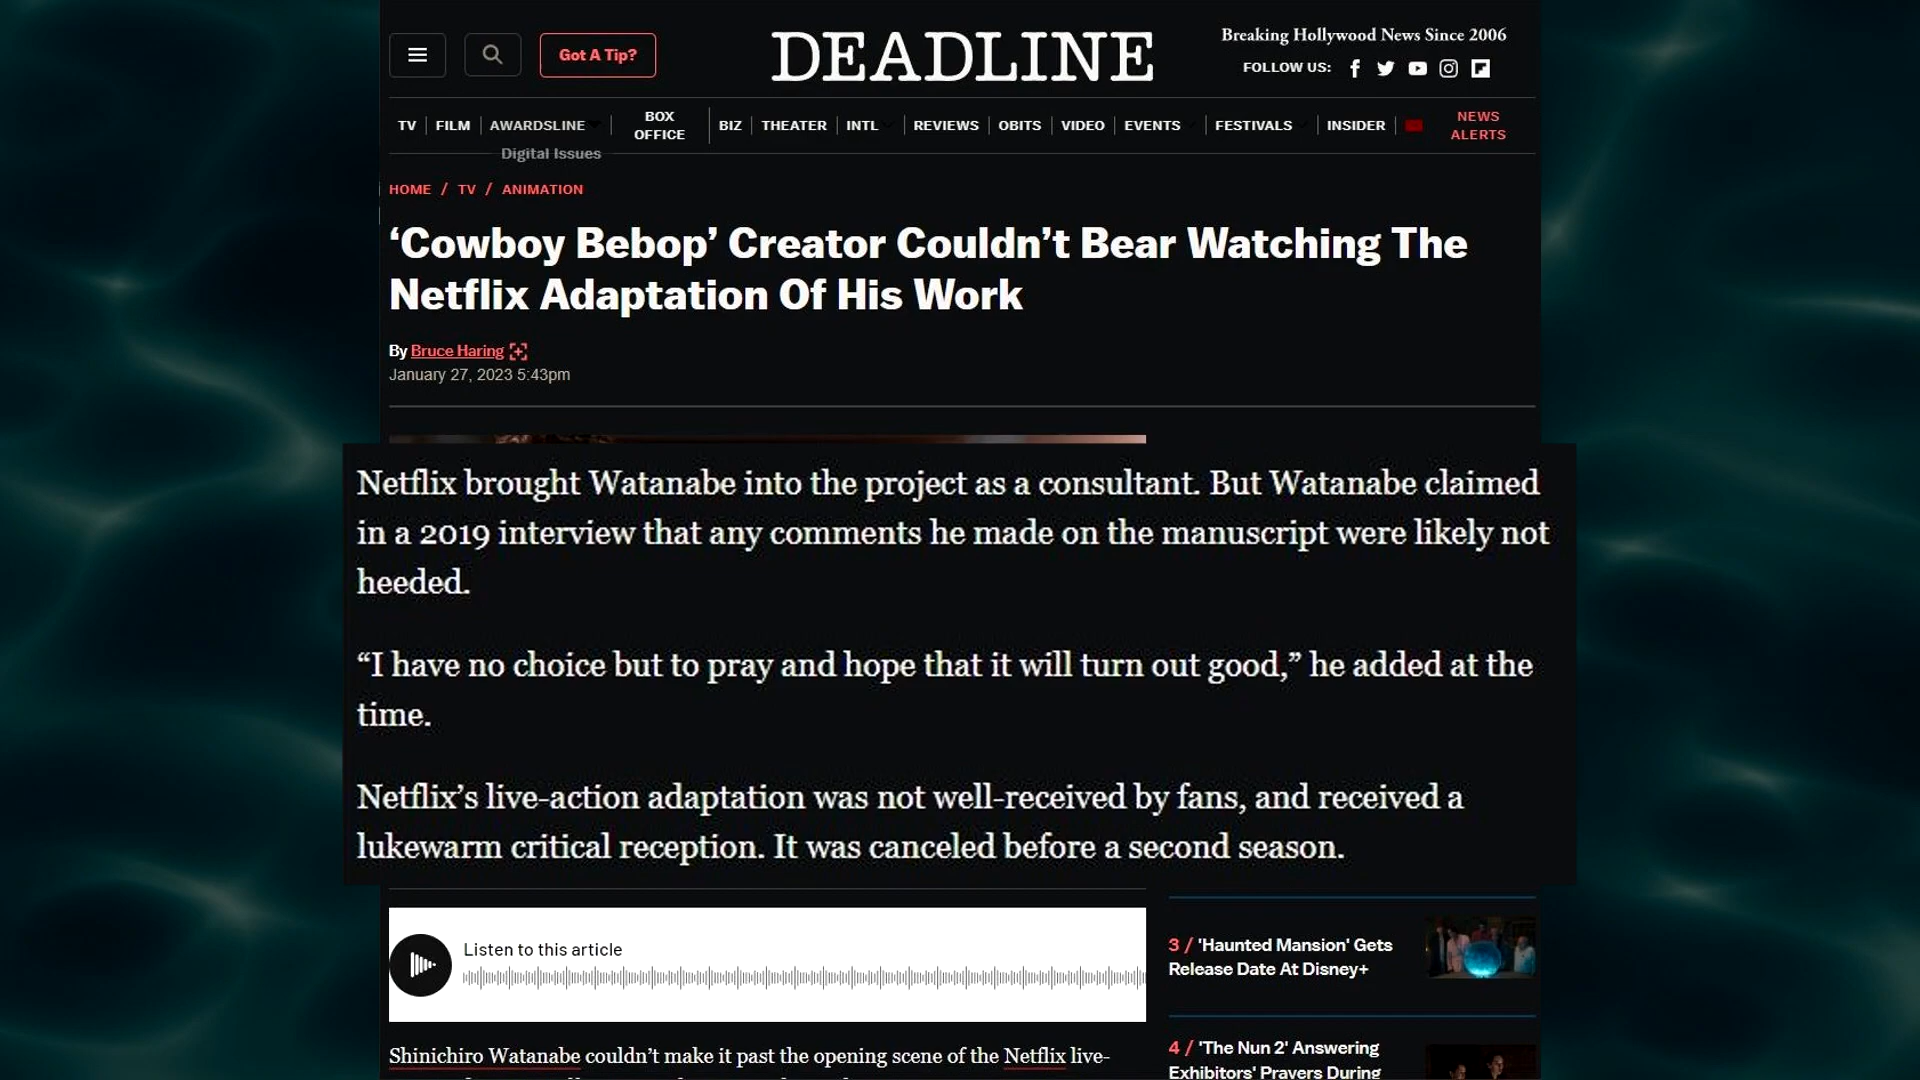 Got A Tip?
DEADLINE
Breaking Hollywood News Since 2006
FOLLOW US:
TV
FILM
AWARDSLINE
BOX
OFFICE
BIZ
THEATER
INTL
REVIEWS
OBITS
VIDEO
EVENTS
FESTIVALS
INSIDER
NEWS
ALERTS
Digital Issues
HOME / TV / ANIMATION
‘Cowboy Bebop’ Creator Couldn’t Bear Watching The
Netflix Adaptation Of His Work
By Bruce Haring
January 27, 2023 5:43pm
Netflix brought Watanabe into the project as a consultant. But Watanabe claimed
in a 2019 interview that any comments he made on the manuscript were likely not
heeded.
“I have no choice but to pray and hope that it will turn out good,” he added at the
time.
Netflix’s live-action adaptation was not well-received by fans, and received a
lukewarm critical reception. It was canceled before a second season.
Listen to this article
Shinichiro Watanabe couldn’t make it past the opening scene of the Netflix live-
3 / 'Haunted Mansion' Gets
Release Date At Disney+
4 / 'The Nun 2' Answering
Exhibitors' Prayers During